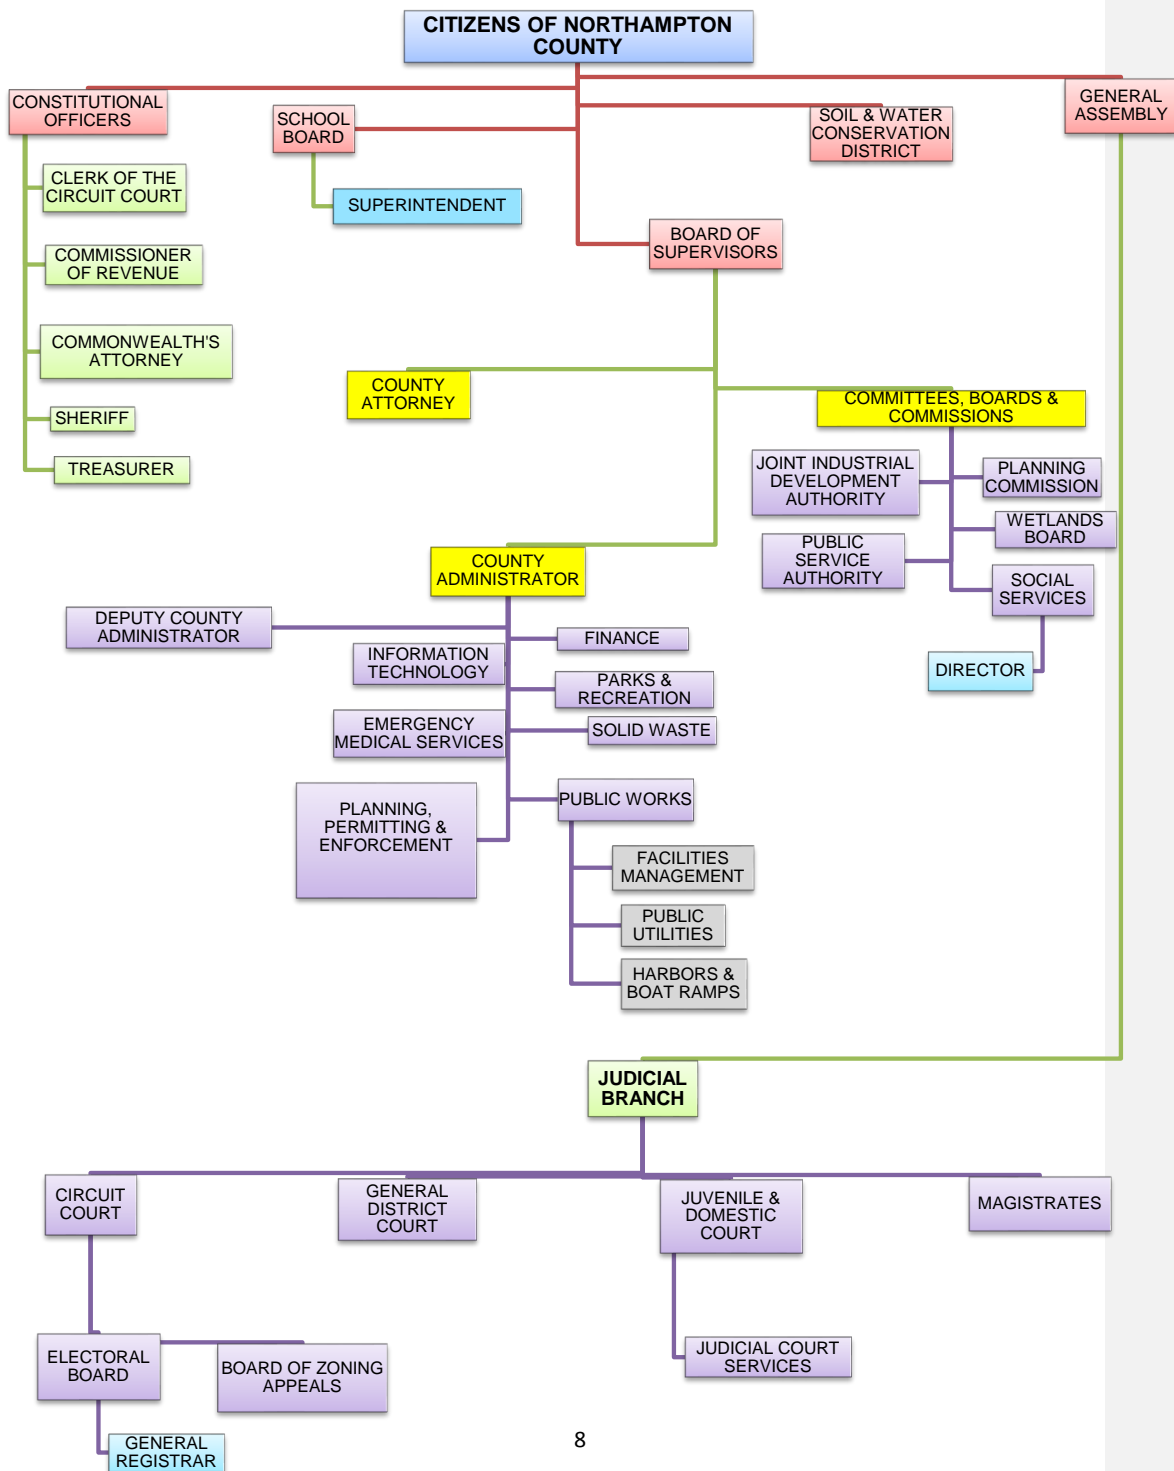 CITIZENS OF NORTHAMPTON
COUNTY
CONSTITUTIONAL
OFFICERS
SCHOOL
BOARD
SOIL & WATER
CONSERVATION
DISTRICT
GENERAL
ASSEMBLY
CLERK OF THE
CIRCUIT COURT
SUPERINTENDENT
BOARD OF
SUPERVISORS
COMMISSIONER
OF REVENUE
COMMONWEALTH'S
ATTORNEY
SHERIFF
TREASURER
COUNTY
ATTORNEY
COMMITTEES, BOARDS &
COMMISSIONS
JOINT INDUSTRIAL
DEVELOPMENT
AUTHORITY
PLANNING
COMMISSION
WETLANDS
BOARD
PUBLIC
SERVICE
AUTHORITY
SOCIAL
SERVICES
DIRECTOR
COUNTY
ADMINISTRATOR
DEPUTY COUNTY
ADMINISTRATOR
FINANCE
INFORMATION
TECHNOLOGY
PARKS &
RECREATION
EMERGENCY
MEDICAL SERVICES
SOLID WASTE
PLANNING,
PERMITTING &
ENFORCEMENT
PUBLIC WORKS
FACILITIES
MANAGEMENT
PUBLIC
UTILITIES
HARBORS &
BOAT RAMPS
JUDICIAL
BRANCH
CIRCUIT
COURT
GENERAL
DISTRICT
COURT
JUVENILE &
DOMESTIC
COURT
MAGISTRATES
ELECTORAL
BOARD
BOARD OF ZONING
APPEALS
JUDICIAL COURT
SERVICES
GENERAL
REGISTRAR
8